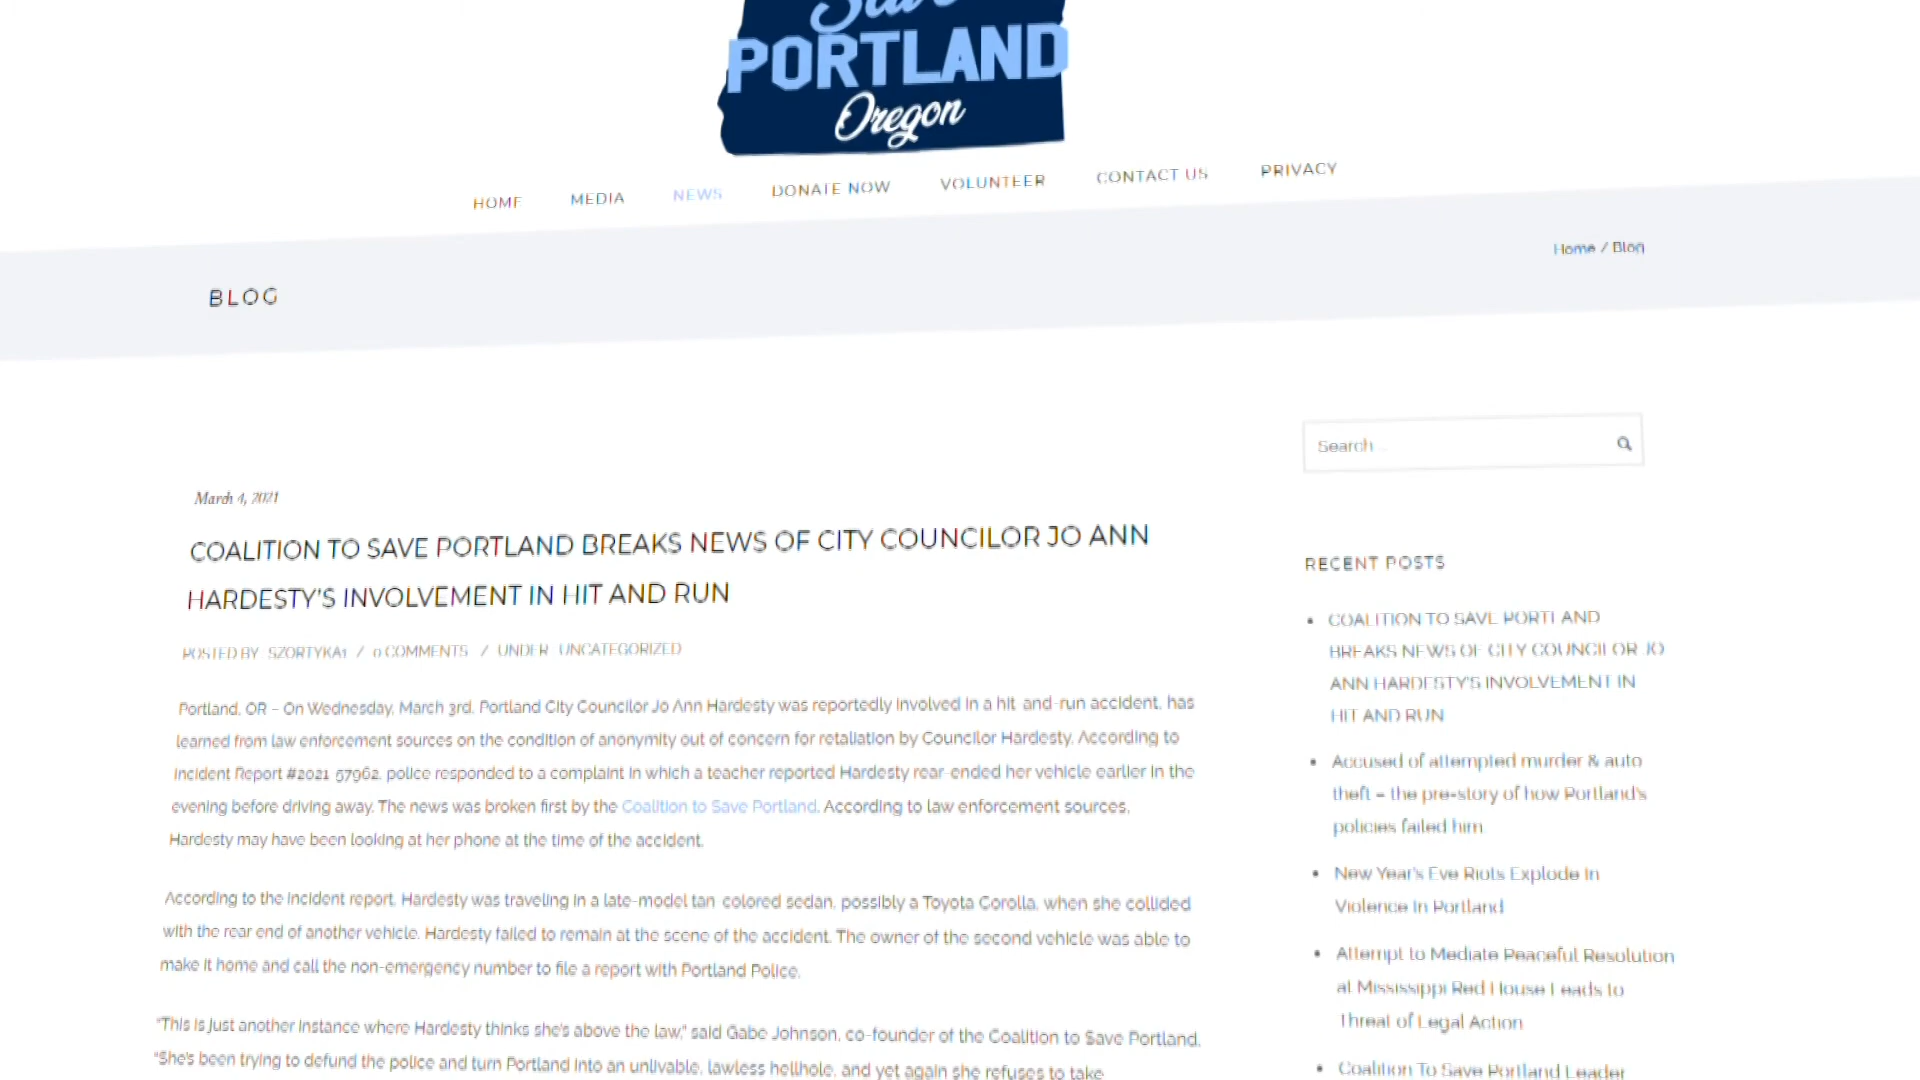 PORTLAND
Oregon
HOME MEDIA NEWS DONATE NOW VOLUNTEER CONTACT US PRIVACY
Home / Blog
BLOG
Search ...
March 4, 2021
COALITION TO SAVE PORTLAND BREAKS NEWS OF CITY COUNCILOR JO ANN
HARDESTY'S INVOLVEMENT IN HIT AND RUN
POSTED BY SZORTYKA1 / 0 COMMENTS / UNDER UNCATEGORIZED
Portland, OR – On Wednesday, March 3rd, Portland City Councilor Jo Ann Hardesty was reportedly involved in a hit-and-run accident, has
learned from law enforcement sources on the condition of anonymity out of concern for retaliation by Councilor Hardesty. According to
Incident Report #2021-57962, police responded to a complaint in which a teacher reported Hardesty rear-ended her vehicle earlier in the
evening before driving away. The news was broken first by the Coalition to Save Portland. According to law enforcement sources,
Hardesty may have been looking at her phone at the time of the accident.
According to the incident report, Hardesty was traveling in a late-model tan-colored sedan, possibly a Toyota Corolla, when she collided
with the rear end of another vehicle. Hardesty failed to remain at the scene of the accident. The owner of the second vehicle was able to
make it home and call the non-emergency number to file a report with Portland Police.
“This is just another instance where Hardesty thinks she's above the law,” said Gabe Johnson, co-founder of the Coalition to Save Portland.
“She's been trying to defund the police and turn Portland into an unlivable, lawless hellhole, and yet again she refuses to take
RECENT POSTS
COALITION TO SAVE PORTLAND
BREAKS NEWS OF CITY COUNCILOR JO
ANN HARDESTY'S INVOLVEMENT IN
HIT AND RUN
Accused of attempted murder & auto
theft – the pre-story of how Portland's
policies failed him
New Year's Eve Riots Explode In
Violence In Portland
Attempt to Mediate Peaceful Resolution
at Mississippi Red House Leads to
Threat of Legal Action
Coalition To Save Portland Leader